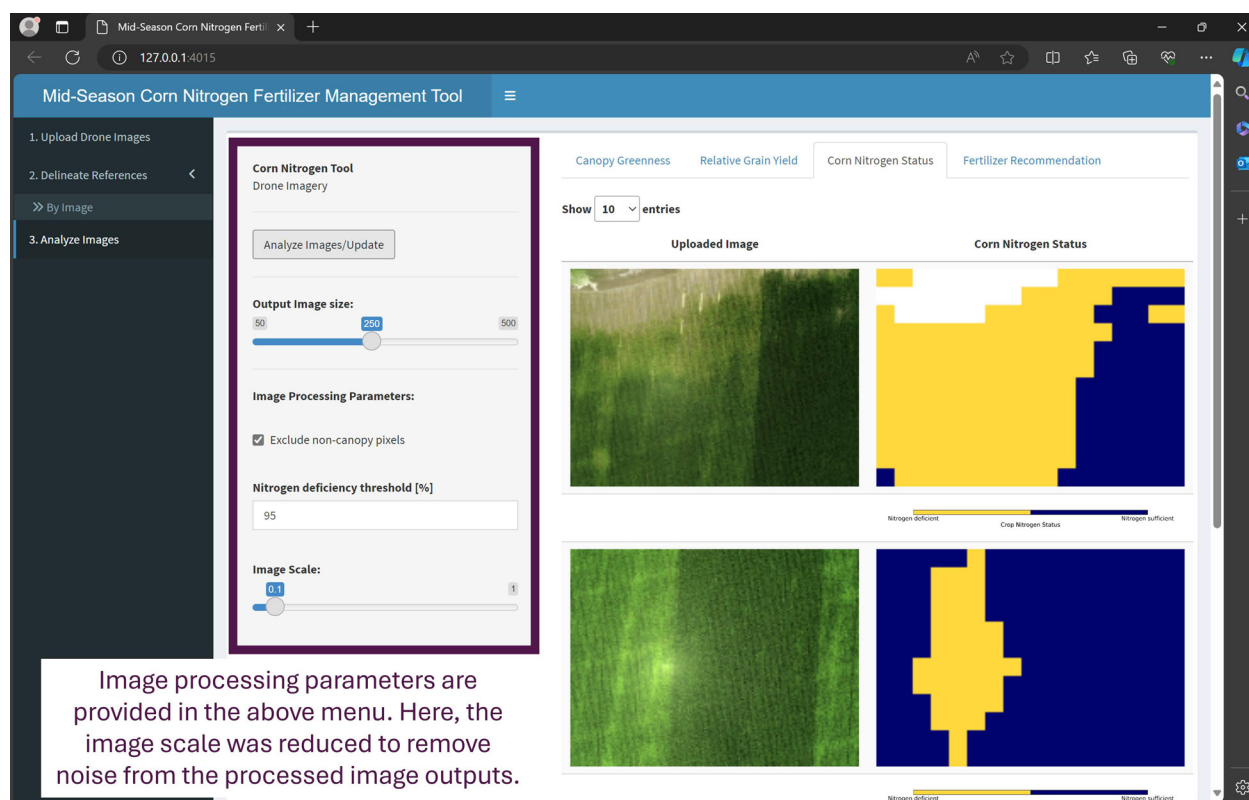 Mid-Season Corn Nitrogen Ferti
127.0.0.1:4015
Mid-Season Corn Nitrogen Fertilizer Management Tool
1. Upload Drone Images
2. Delineate References
By Image
3. Analyze Images
Corn Nitrogen Tool
Drone Imagery
Analyze Images/Update
Output Image size:
50 250 500
Image Processing Parameters:
Exclude non-canopy pixels
Nitrogen deficiency threshold [%]
95
Image Scale:
0.1 1
Image processing parameters are
provided in the above menu. Here, the
image scale was reduced to remove
noise from the processed image outputs.
Canopy Greenness Relative Grain Yield Corn Nitrogen Status Fertilizer Recommendation
Show 10 entries
Uploaded Image Corn Nitrogen Status
Nitrogen deficient Nitrogen sufficient
Crop Nitrogen Status
Nitrogen deficient Nitrogen sufficient